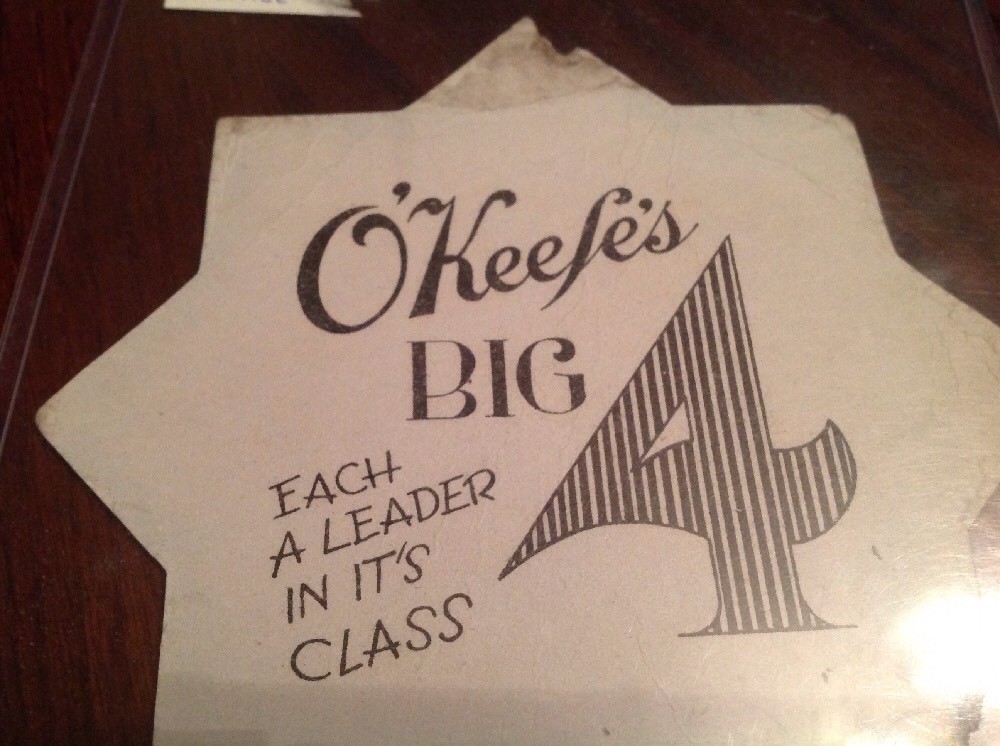 O'Keefe's
BIG 4
EACH
A LEADER
IN IT'S
CLASS